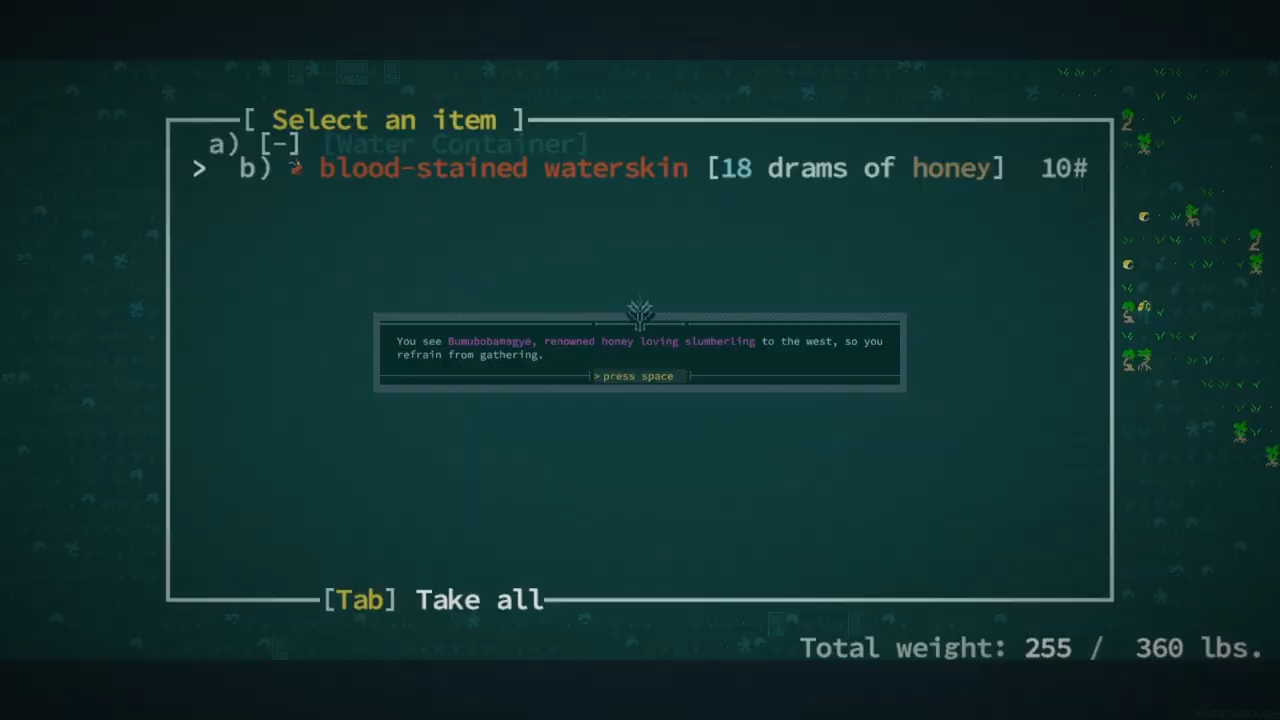 [ Select an item ]
a) [-] [Water Container]
> b) blood-stained waterskin [18 drams of honey] 10#
You see Bumubobamagye, renowned honey loving slumberling to the west, so you
refrain from gathering.
> press space
[Tab] Take all
Total weight: 255 / 360 lbs.